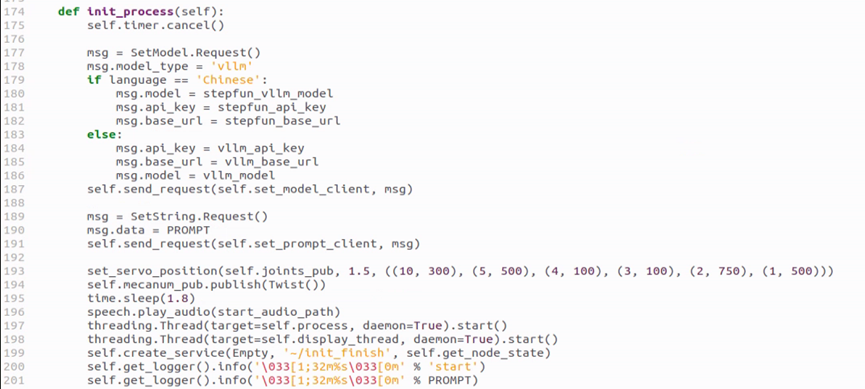 174 def init_process(self):
175 self.timer.cancel()
176
177 msg = SetModel.Request()
178 msg.model_type = 'vllm'
179 if language == 'Chinese':
180 msg.model = stepfun_vllm_model
181 msg.api_key = stepfun_api_key
182 msg.base_url = stepfun_base_url
183 else:
184 msg.api_key = vllm_api_key
185 msg.base_url = vllm_base_url
186 msg.model = vllm_model
187 self.send_request(self.set_model_client, msg)
188
189 msg = SetString.Request()
190 msg.data = PROMPT
191 self.send_request(self.set_prompt_client, msg)
192
193 set_servo_position(self.joints_pub, 1.5, ((10, 300), (5, 500), (4, 100), (3, 100), (2, 750), (1, 500)))
194 self.mecanum_pub.publish(Twist())
195 time.sleep(1.8)
196 speech.play_audio(start_audio_path)
197 threading.Thread(target=self.process, daemon=True).start()
198 threading.Thread(target=self.display_thread, daemon=True).start()
199 self.create_service(Empty, '~/init_finish', self.get_node_state)
200 self.get_logger().info('\033[1;32m%s\033[0m' % 'start')
201 self.get_logger().info('\033[1;32m%s\033[0m' % PROMPT)